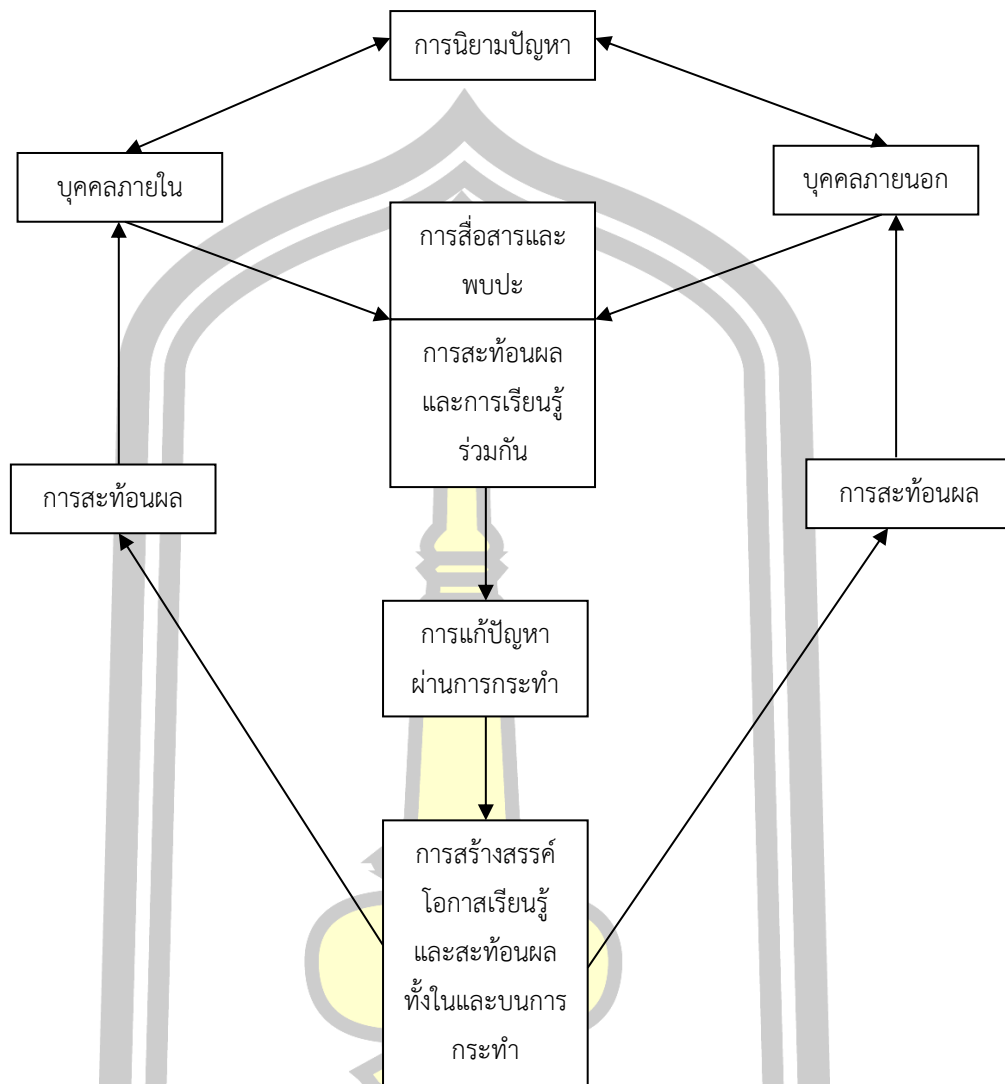 การนิยามปัญหา
บุคคลภายใน
บุคคลภายนอก
การสื่อสารและ
พบปะ
การสะท้อนผล
และการเรียนรู้
ร่วมกัน
การสะท้อนผล
การสะท้อนผล
การแก้ปัญหา
ผ่านการกระทำ
การสร้างสรรค์
โอกาสเรียนรู้
และสะท้อนผล
ทั้งในและบนการ
กระทำ